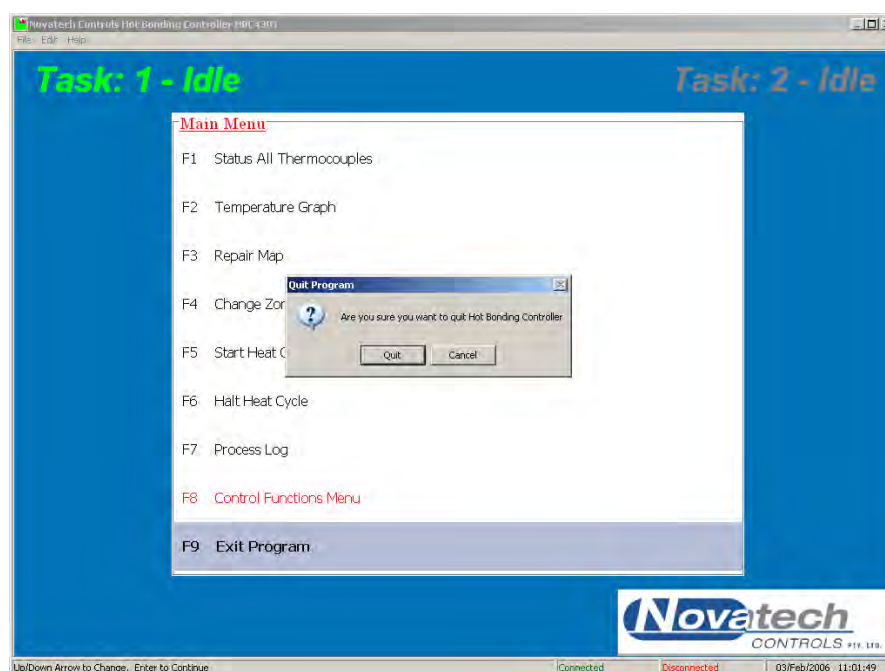 Novatech Controls Hot Bonding Controller HBC4301
File Edit Help
Task: 1 - Idle
Task: 2 - Idle
Main Menu
F1 Status All Thermocouples
F2 Temperature Graph
F3 Repair Map
F4 Change Zon
F5 Start Heat C
F6 Halt Heat Cycle
F7 Process Log
F8 Control Functions Menu
F9 Exit Program
Quit Program
Are you sure you want to quit Hot Bonding Controller
Quit Cancel
Novatech
CONTROLS PTY. LTD.
Up/Down Arrow to Change, Enter to Continue
Connected
Disconnected
03/Feb/2006 11:01:49